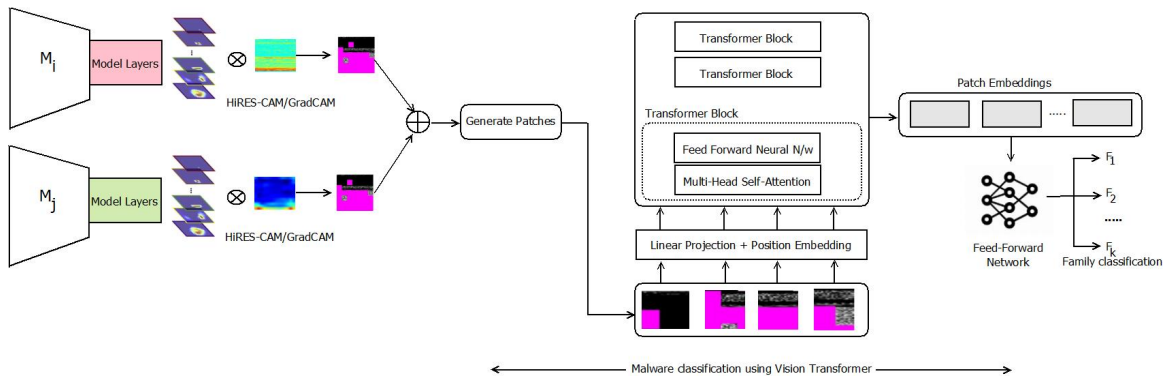 M i
Model Layers
HiRES-CAM/GradCAM
M j
Model Layers
HiRES-CAM/GradCAM
Generate Patches
Transformer Block
Transformer Block
Transformer Block
Feed Forward Neural N/w
Multi-Head Self-Attention
Linear Projection + Position Embedding
Patch Embeddings
.....
Feed-Forward
Network
F1
F2
.....
Fk
Family classification
Malware classification using Vision Transformer